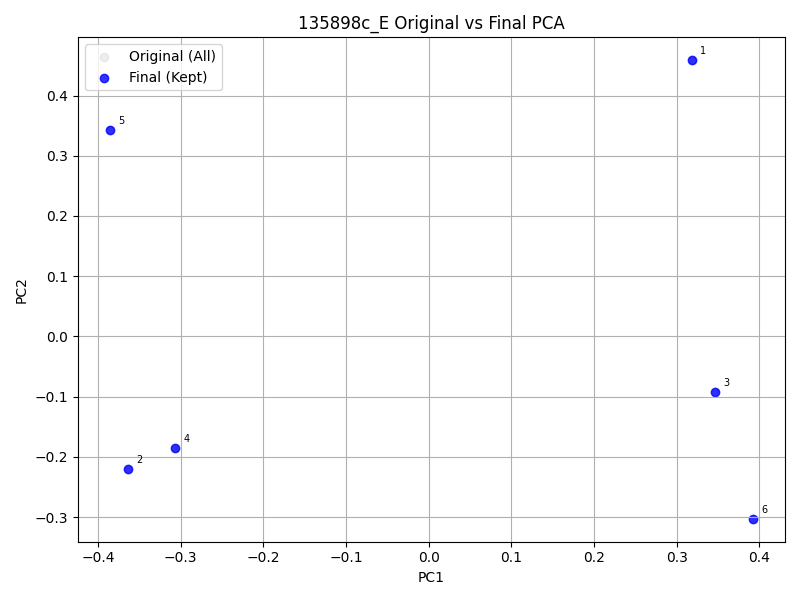 135898c_E Original vs Final PCA
Original (All)
Final (Kept)
1
5
3
4
2
6
0.4
0.3
0.2
0.1
0.0
−0.1
−0.2
−0.3
PC2
−0.4 −0.3 −0.2 −0.1 0.0 0.1 0.2 0.3 0.4
PC1